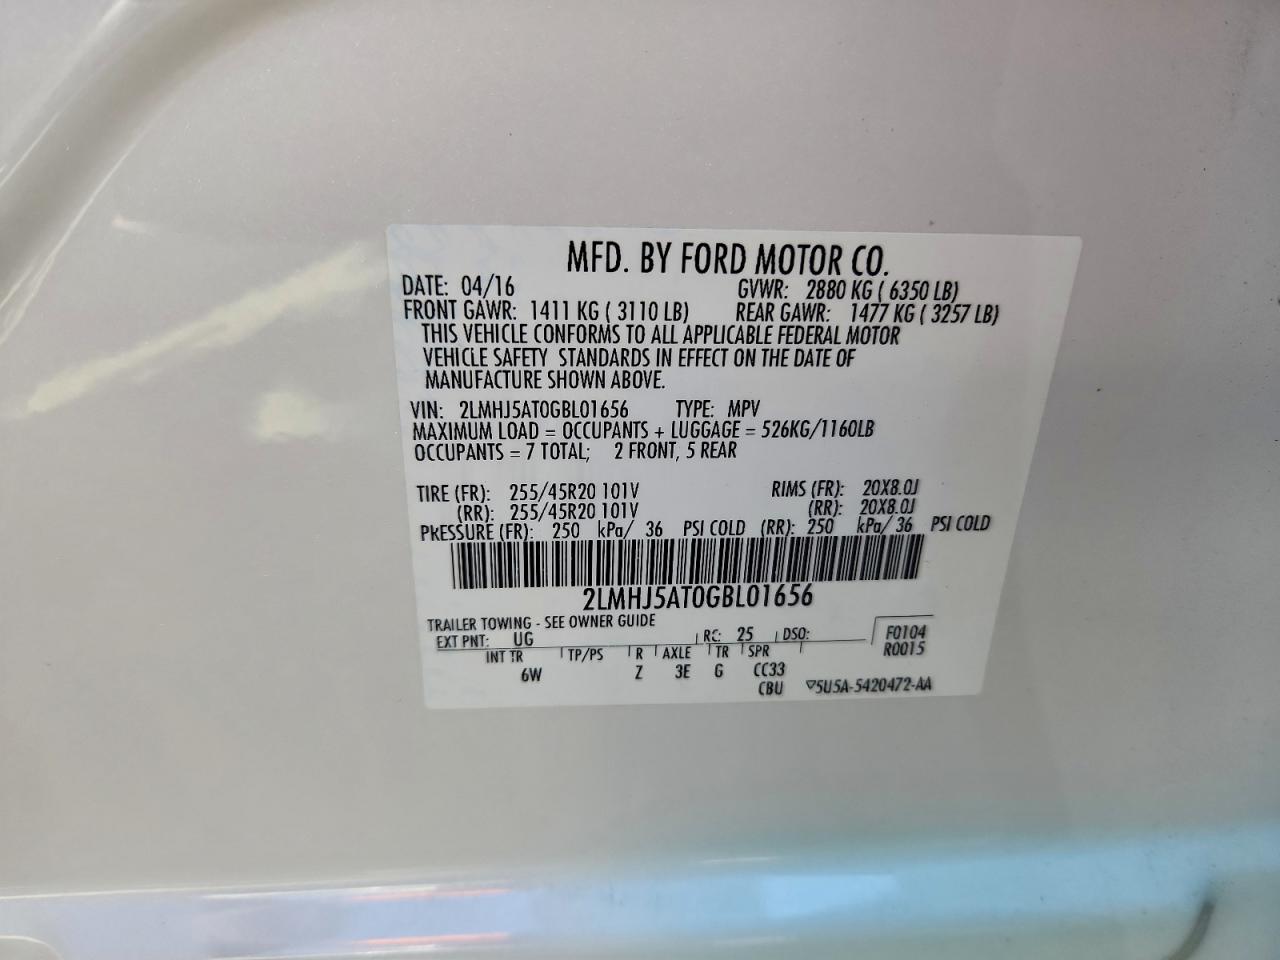 MFD. BY FORD MOTOR CO.
DATE: 04/16 GVWR: 2880 KG ( 6350 LB)
FRONT GAWR: 1411 KG ( 3110 LB) REAR GAWR: 1477 KG ( 3257 LB)
THIS VEHICLE CONFORMS TO ALL APPLICABLE FEDERAL MOTOR
VEHICLE SAFETY STANDARDS IN EFFECT ON THE DATE OF
MANUFACTURE SHOWN ABOVE.
VIN: 2LMHJ5AT0GBL01656 TYPE: MPV
MAXIMUM LOAD = OCCUPANTS + LUGGAGE = 526KG/1160LB
OCCUPANTS = 7 TOTAL; 2 FRONT, 5 REAR
TIRE (FR): 255/45R20 101V RIMS (FR): 20X8.0J
(RR): 255/45R20 101V (RR): 20X8.0J
PRESSURE (FR): 250 kPa/ 36 PSI COLD (RR): 250 kPa/ 36 PSI COLD
2LMHJ5AT0GBL01656
TRAILER TOWING - SEE OWNER GUIDE
EXT PNT: UG RC: 25 DSO: F0104
INT TR TP/PS R AXLE TR SPR R0015
6W Z 3E G CC33
CBU ▽5U5A-5420472-AA